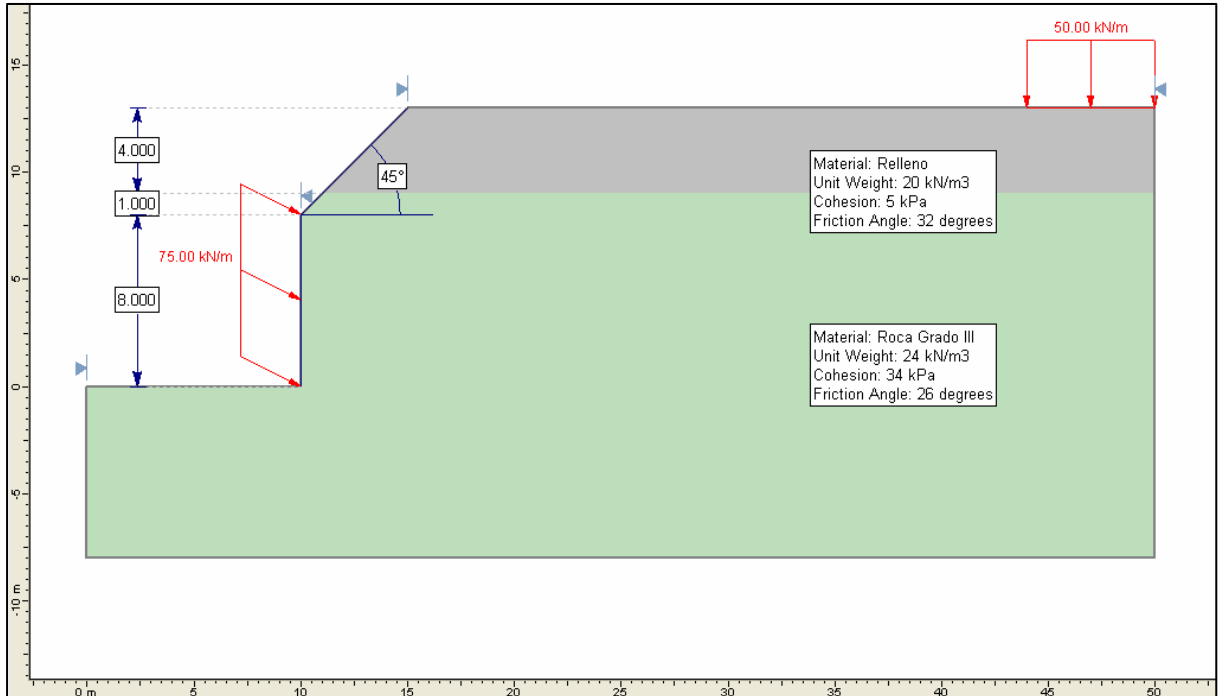 50.00 kN/m
15
4.000
45°
10
1.000
75.00 kN/m
5
8.000
Material: Relleno
Unit Weight: 20 kN/m3
Cohesion: 5 kPa
Friction Angle: 32 degrees
Material: Roca Grado III
Unit Weight: 24 kN/m3
Cohesion: 34 kPa
Friction Angle: 26 degrees
0
-5
-10 m
0 m
5
10
15
20
25
30
35
40
45
50